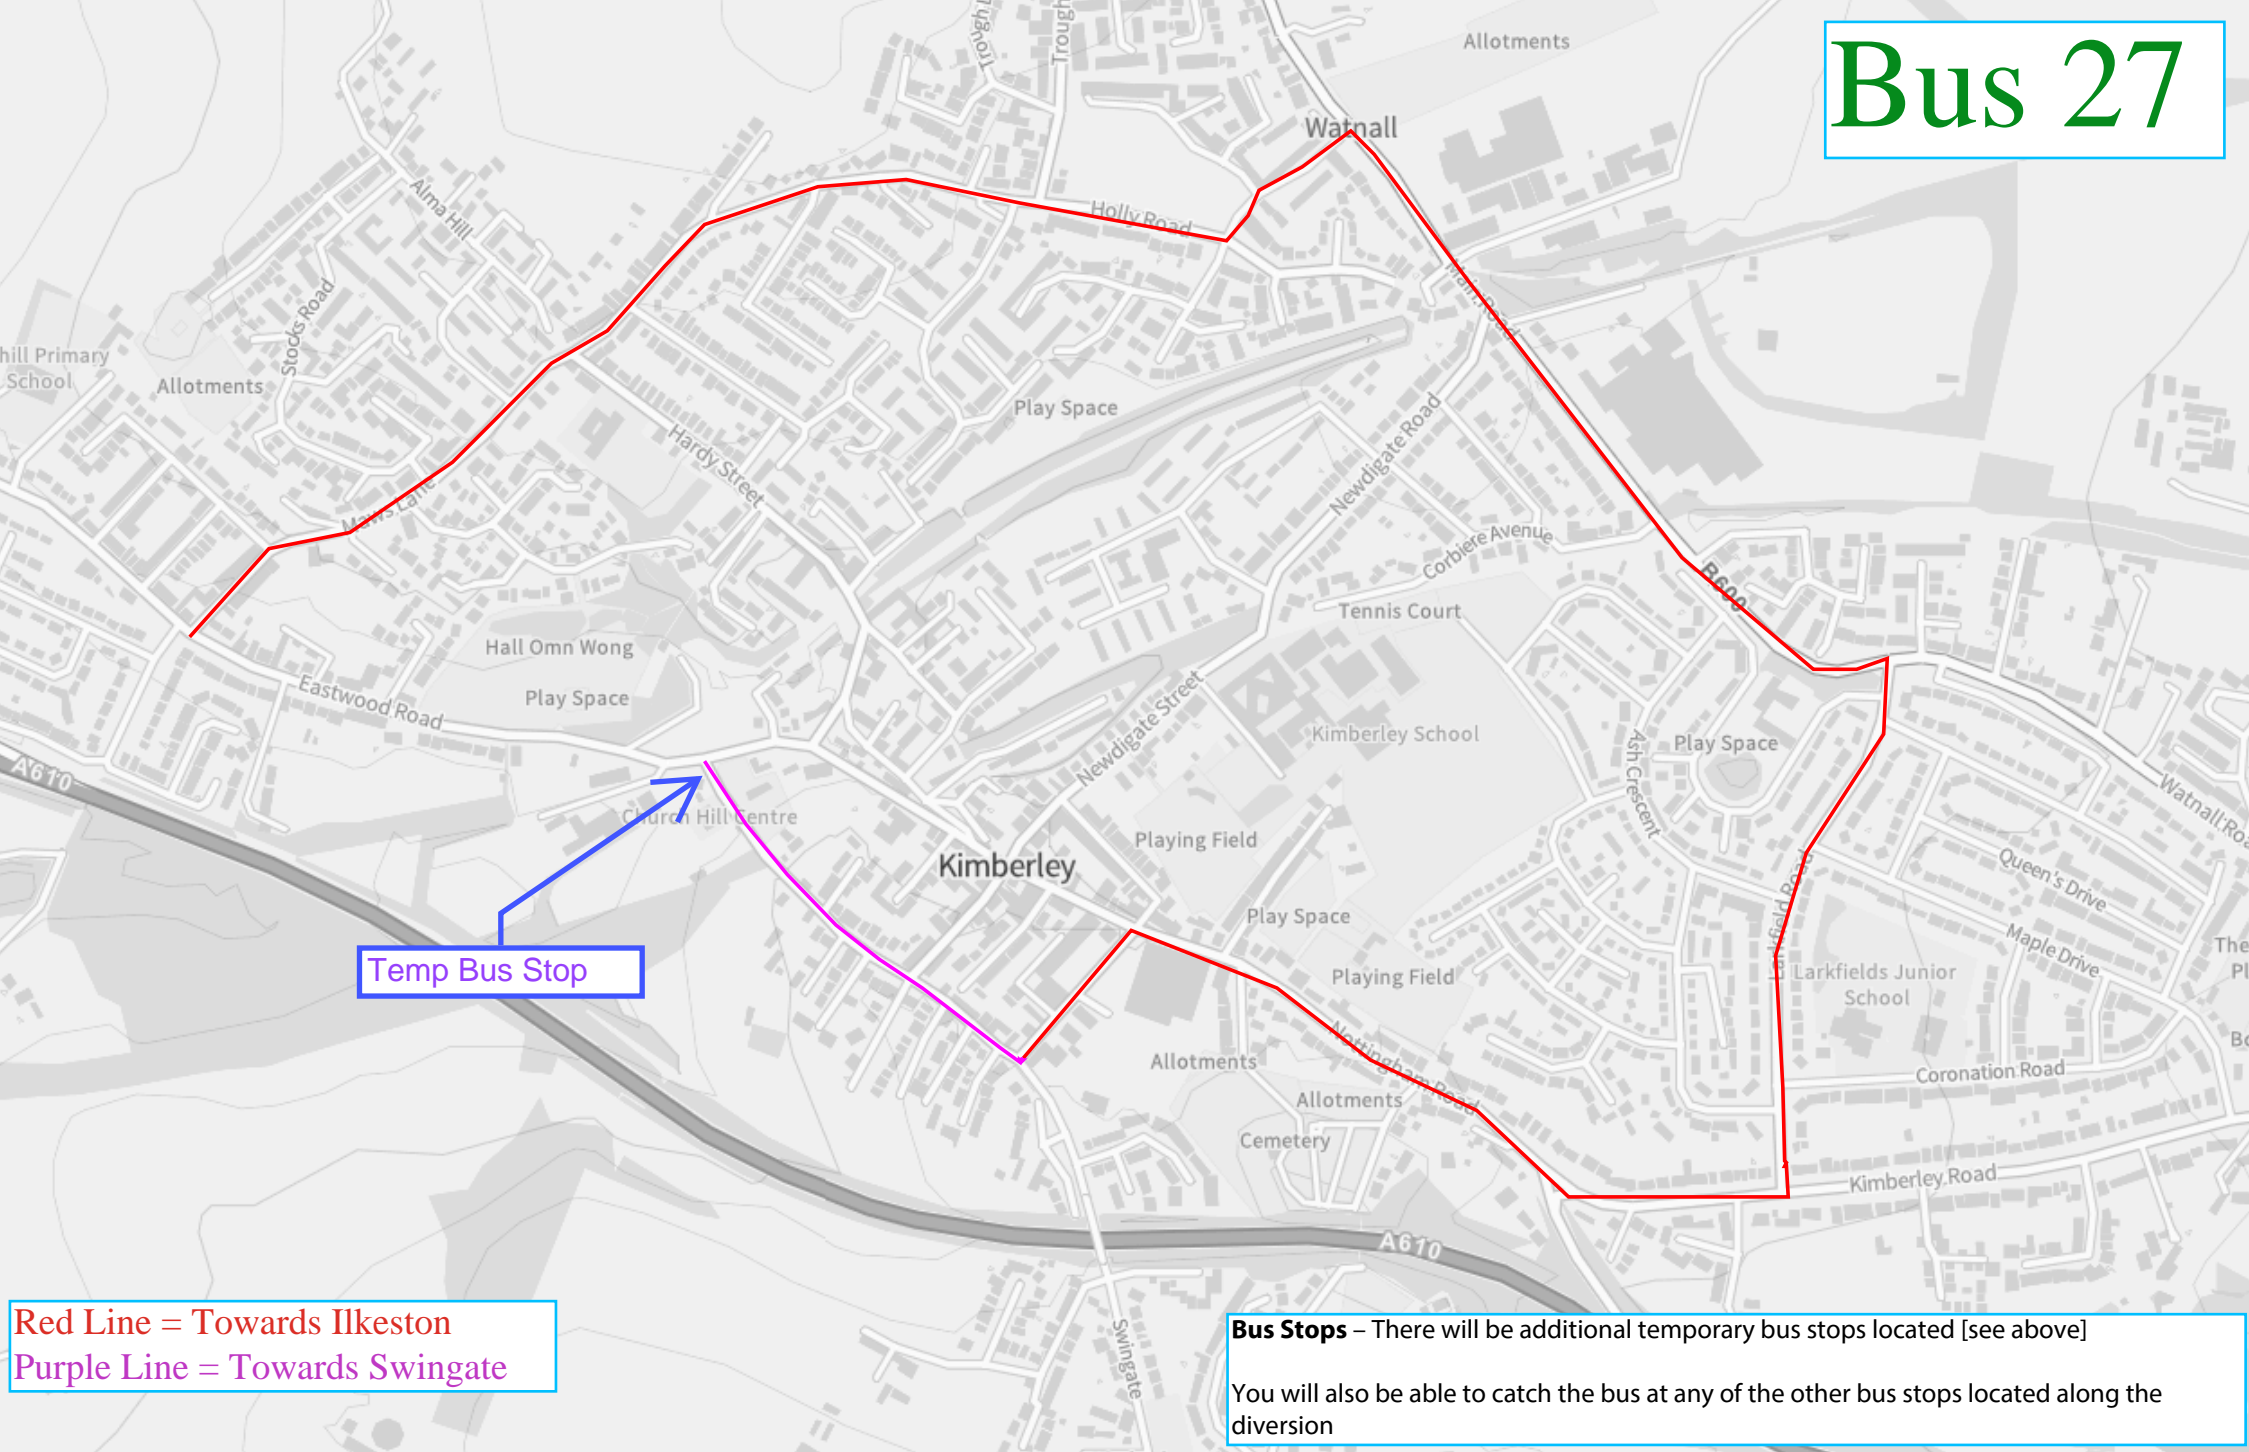 Bus 27
Allotments
Trough
Watnall
Holly Road
Alma Hill
Main Road
Stocks Road
hill Primary
School
Allotments
Play Space
Hardy Street
Newdigate Road
Maws Lane
Corbiere Avenue
B600
Tennis Court
Hall Omn Wong
Play Space
Eastwood Road
Newdigate Street
Kimberley School
Ash Crescent
Play Space
A610
Church Hill Centre
Watnall Roa
Playing Field
Kimberley
Queen's Drive
Larkfield Road
Play Space
Maple Drive
The
Pl
Playing Field
Larkfields Junior
School
Temp Bus Stop
Nottingham Road
Allotments
Coronation Road
Allotments
Cemetery
Kimberley Road
A610
Swingate
Red Line = Towards Ilkeston
Purple Line = Towards Swingate
Bus Stops – There will be additional temporary bus stops located [see above]
You will also be able to catch the bus at any of the other bus stops located along the
diversion